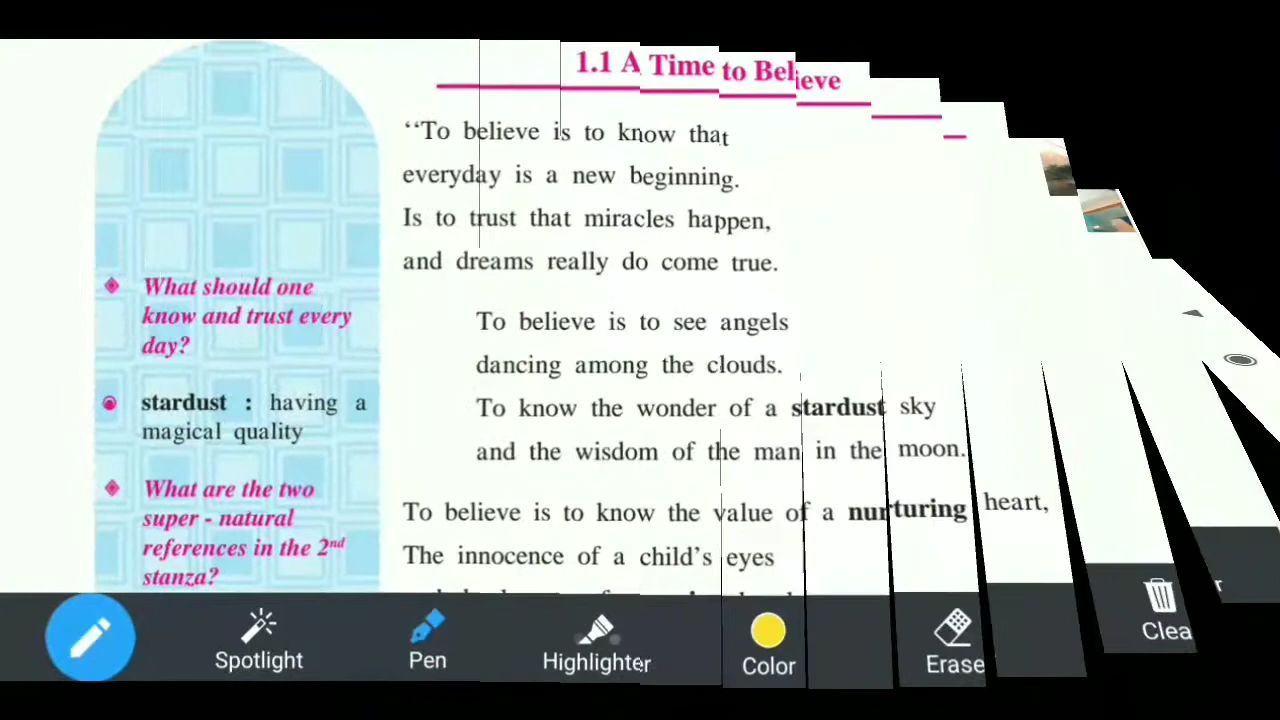 1.1 A Time to Believe
“To believe is to know that
everyday is a new beginning.
Is to trust that miracles happen,
and dreams really do come true.
To believe is to see angels
dancing among the clouds.
To know the wonder of a stardust sky
and the wisdom of the man in the moon.
To believe is to know the value of a nurturing heart,
The innocence of a child's eyes
What should one
know and trust every
day?
stardust : having a
magical quality
What are the two
super - natural
references in the 2nd
stanza?
Spotlight
Pen
Highlighter
Color
Erase
Clea
r